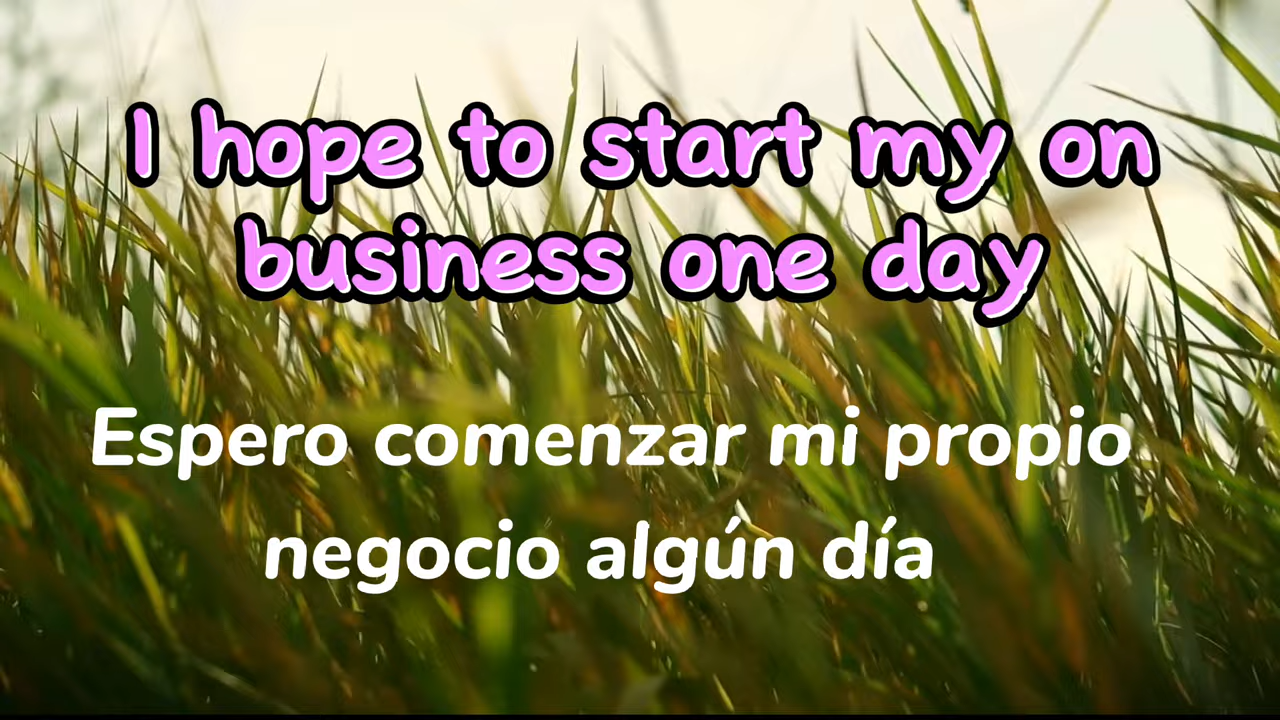 I hope to start my on
business one day
Espero comenzar mi propio
negocio algún día